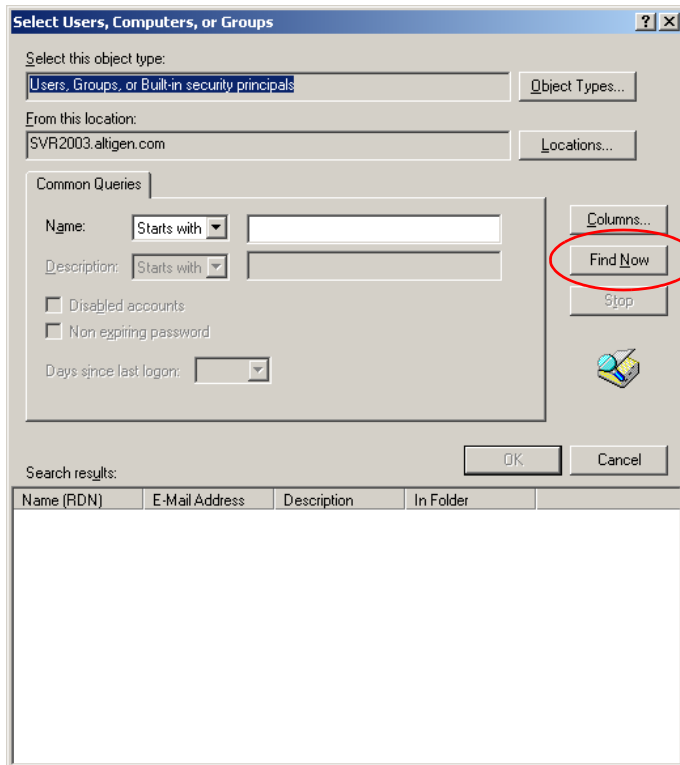 Select Users, Computers, or Groups
Select this object type:
Users, Groups, or Built-in security principals
Object Types...
From this location:
SVR2003.altigen.com
Locations...
Common Queries
Name:
Starts with
Columns...
Description:
Starts with
Find Now
Disabled accounts
Stop
Non expiring password
Days since last logon:
OK
Cancel
Search results:
Name (RDN)
E-Mail Address
Description
In Folder